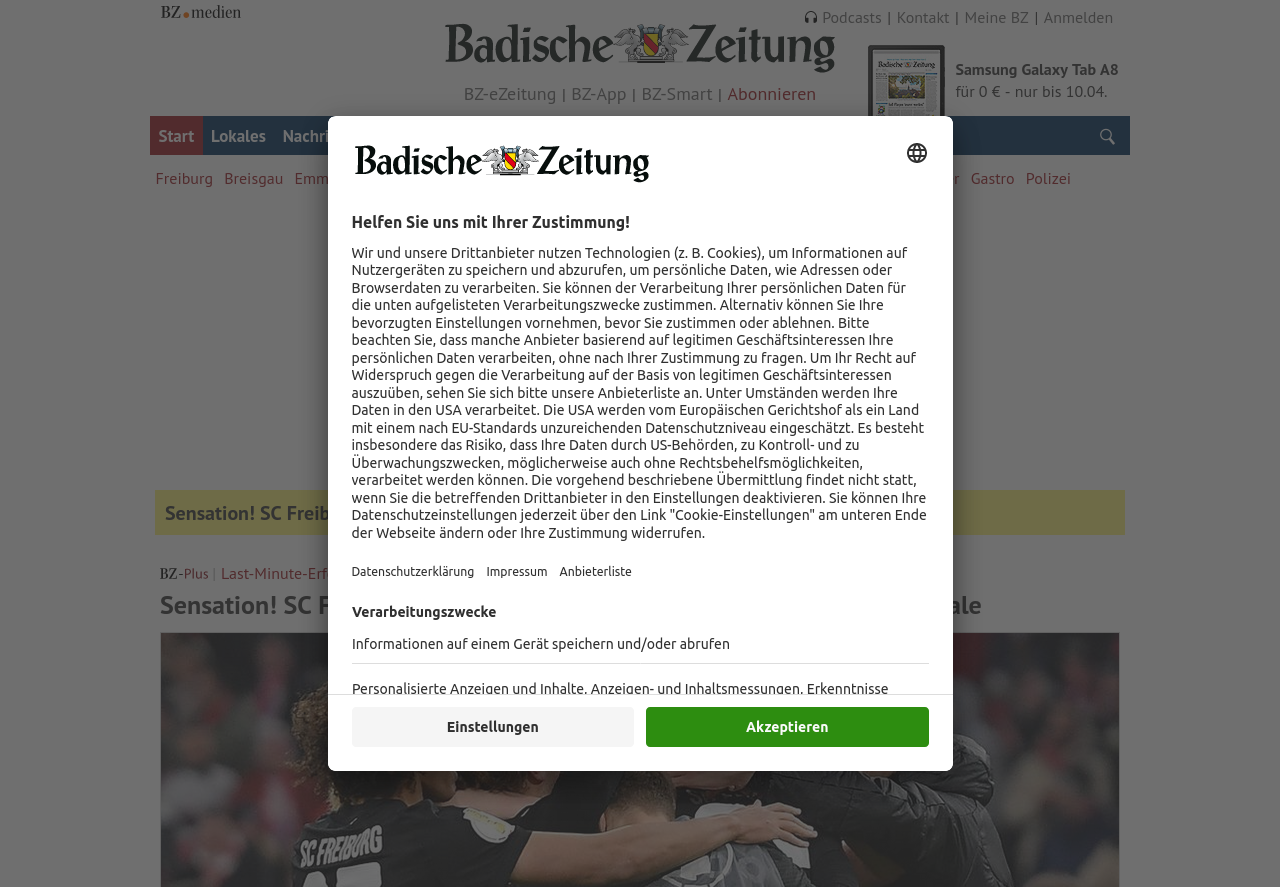 BZ.medien
Podcasts | Kontakt | Meine BZ | Anmelden
Badische Zeitung
Badische Zeitung
Samsung Galaxy Tab A8
für 0 € - nur bis 10.04.
BZ-eZeitung | BZ-App | BZ-Smart | Abonnieren
Start Lokales
Freiburg Breisgau Gastro Polizei
Badische Zeitung
Helfen Sie uns mit Ihrer Zustimmung!
Wir und unsere Drittanbieter nutzen Technologien (z. B. Cookies), um Informationen auf
Nutzergeräten zu speichern und abzurufen, um persönliche Daten, wie Adressen oder
Browserdaten zu verarbeiten. Sie können der Verarbeitung Ihrer persönlichen Daten für
die unten aufgelisteten Verarbeitungszwecke zustimmen. Alternativ können Sie Ihre
bevorzugten Einstellungen vornehmen, bevor Sie zustimmen oder ablehnen. Bitte
beachten Sie, dass manche Anbieter basierend auf legitimen Geschäftsinteressen Ihre
persönlichen Daten verarbeiten, ohne nach Ihrer Zustimmung zu fragen. Um Ihr Recht auf
Widerspruch gegen die Verarbeitung auf der Basis von legitimen Geschäftsinteressen
auszuüben, sehen Sie sich bitte unsere Anbieterliste an. Unter Umständen werden Ihre
Daten in den USA verarbeitet. Die USA werden vom Europäischen Gerichtshof als ein Land
mit einem nach EU-Standards unzureichenden Datenschutzniveau eingeschätzt. Es besteht
insbesondere das Risiko, dass Ihre Daten durch US-Behörden, zu Kontroll- und zu
Überwachungszwecken, möglicherweise auch ohne Rechtsbehelfsmöglichkeiten,
verarbeitet werden können. Die vorgehend beschriebene Übermittlung findet nicht statt,
wenn Sie die betreffenden Drittanbieter in den Einstellungen deaktivieren. Sie können Ihre
Datenschutzeinstellungen jederzeit über den Link "Cookie-Einstellungen" am unteren Ende
der Webseite ändern oder Ihre Zustimmung widerrufen.
Datenschutzerklärung Impressum Anbieterliste
Verarbeitungszwecke
Informationen auf einem Gerät speichern und/oder abrufen
Personalisierte Anzeigen und Inhalte, Anzeigen- und Inhaltsmessungen, Erkenntnisse
Einstellungen Akzeptieren
Sensation! SC Freib
BZ-Plus | Last-Minute-Erf
Sensation! SC F ale
SC FREIBURG